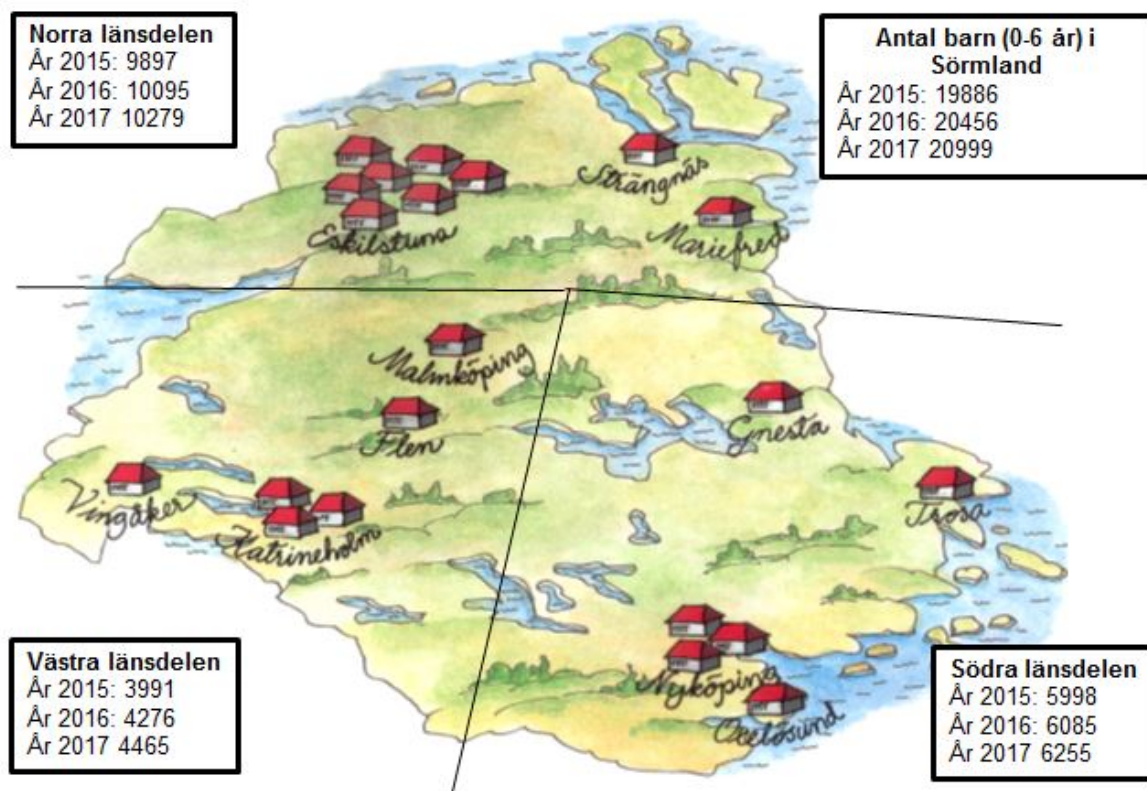 Norra länsdelen
År 2015: 9897
År 2016: 10095
År 2017 10279
Antal barn (0-6 år) i
Sörmland
År 2015: 19886
År 2016: 20456
År 2017 20999
Strängnäs
Mariefred
Eskilstuna
Malmköping
Flen
Gnesta
Vingåker
Katrineholm
Trosa
Nyköping
Oxelösund
Västra länsdelen
År 2015: 3991
År 2016: 4276
År 2017 4465
Södra länsdelen
År 2015: 5998
År 2016: 6085
År 2017 6255